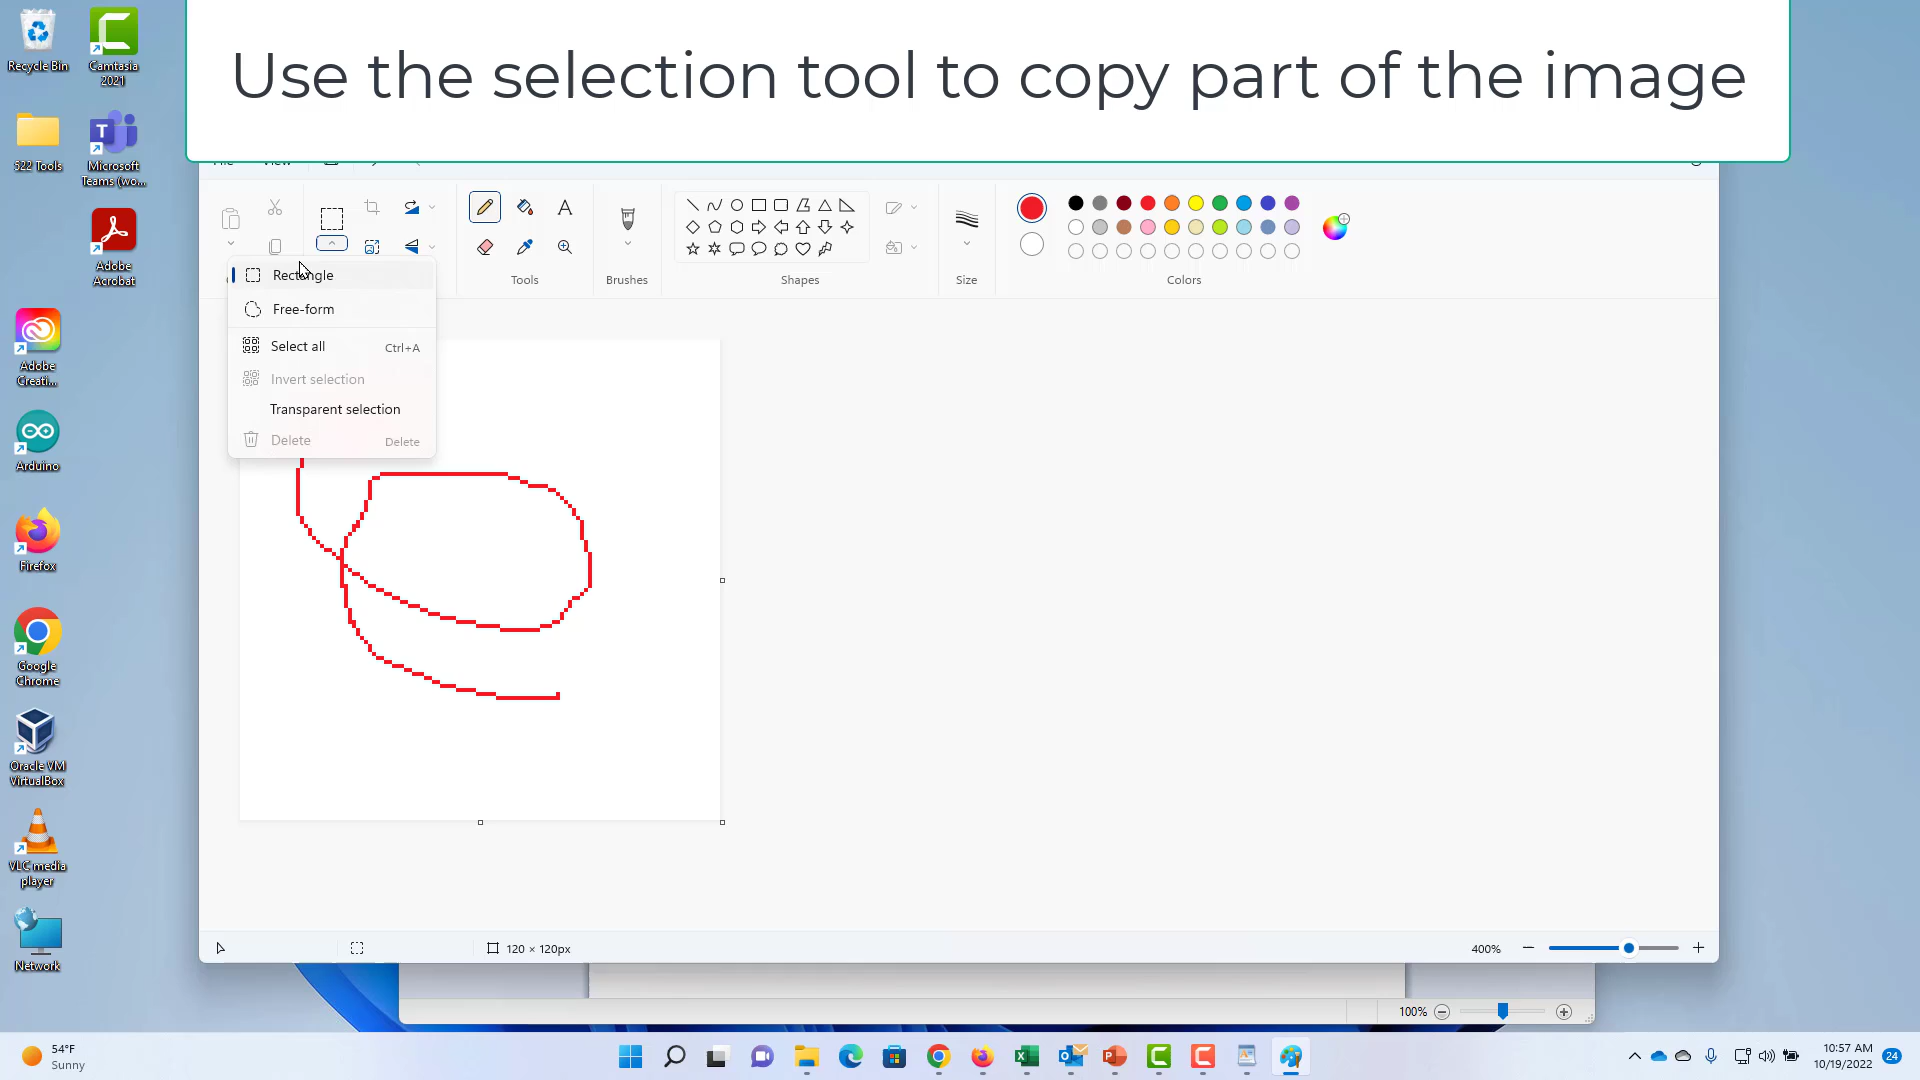 Use the selection tool to copy part of the image
Recycle Bin
Camtasia
2021
522 Tools
Microsoft
Teams (wo...
Adobe
Acrobat
Adobe
Creati...
Arduino
Firefox
Google
Chrome
Oracle VM
VirtualBox
VLC media
player
Network
Tools
Brushes
Shapes
Size
Colors
Rectangle
Free-form
Select all Ctrl+A
Invert selection
Transparent selection
Delete Delete
120 × 120px
400%
100%
54°F
Sunny
10:57 AM
10/19/2022
24